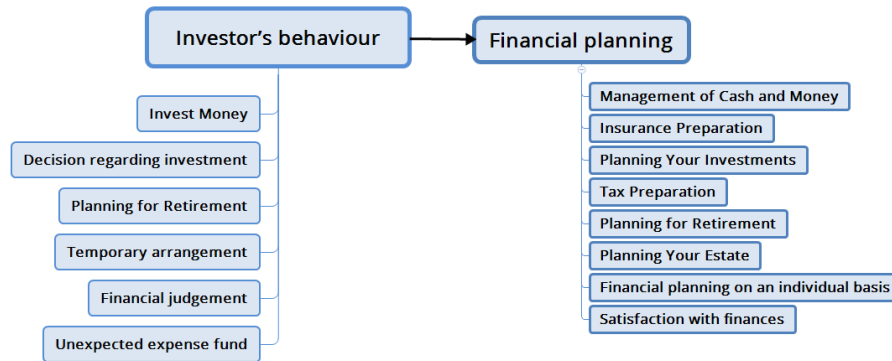 Investor's behaviour
Invest Money
Decision regarding investment
Planning for Retirement
Temporary arrangement
Financial judgement
Unexpected expense fund
Financial planning
Management of Cash and Money
Insurance Preparation
Planning Your Investments
Tax Preparation
Planning for Retirement
Planning Your Estate
Financial planning on an individual basis
Satisfaction with finances